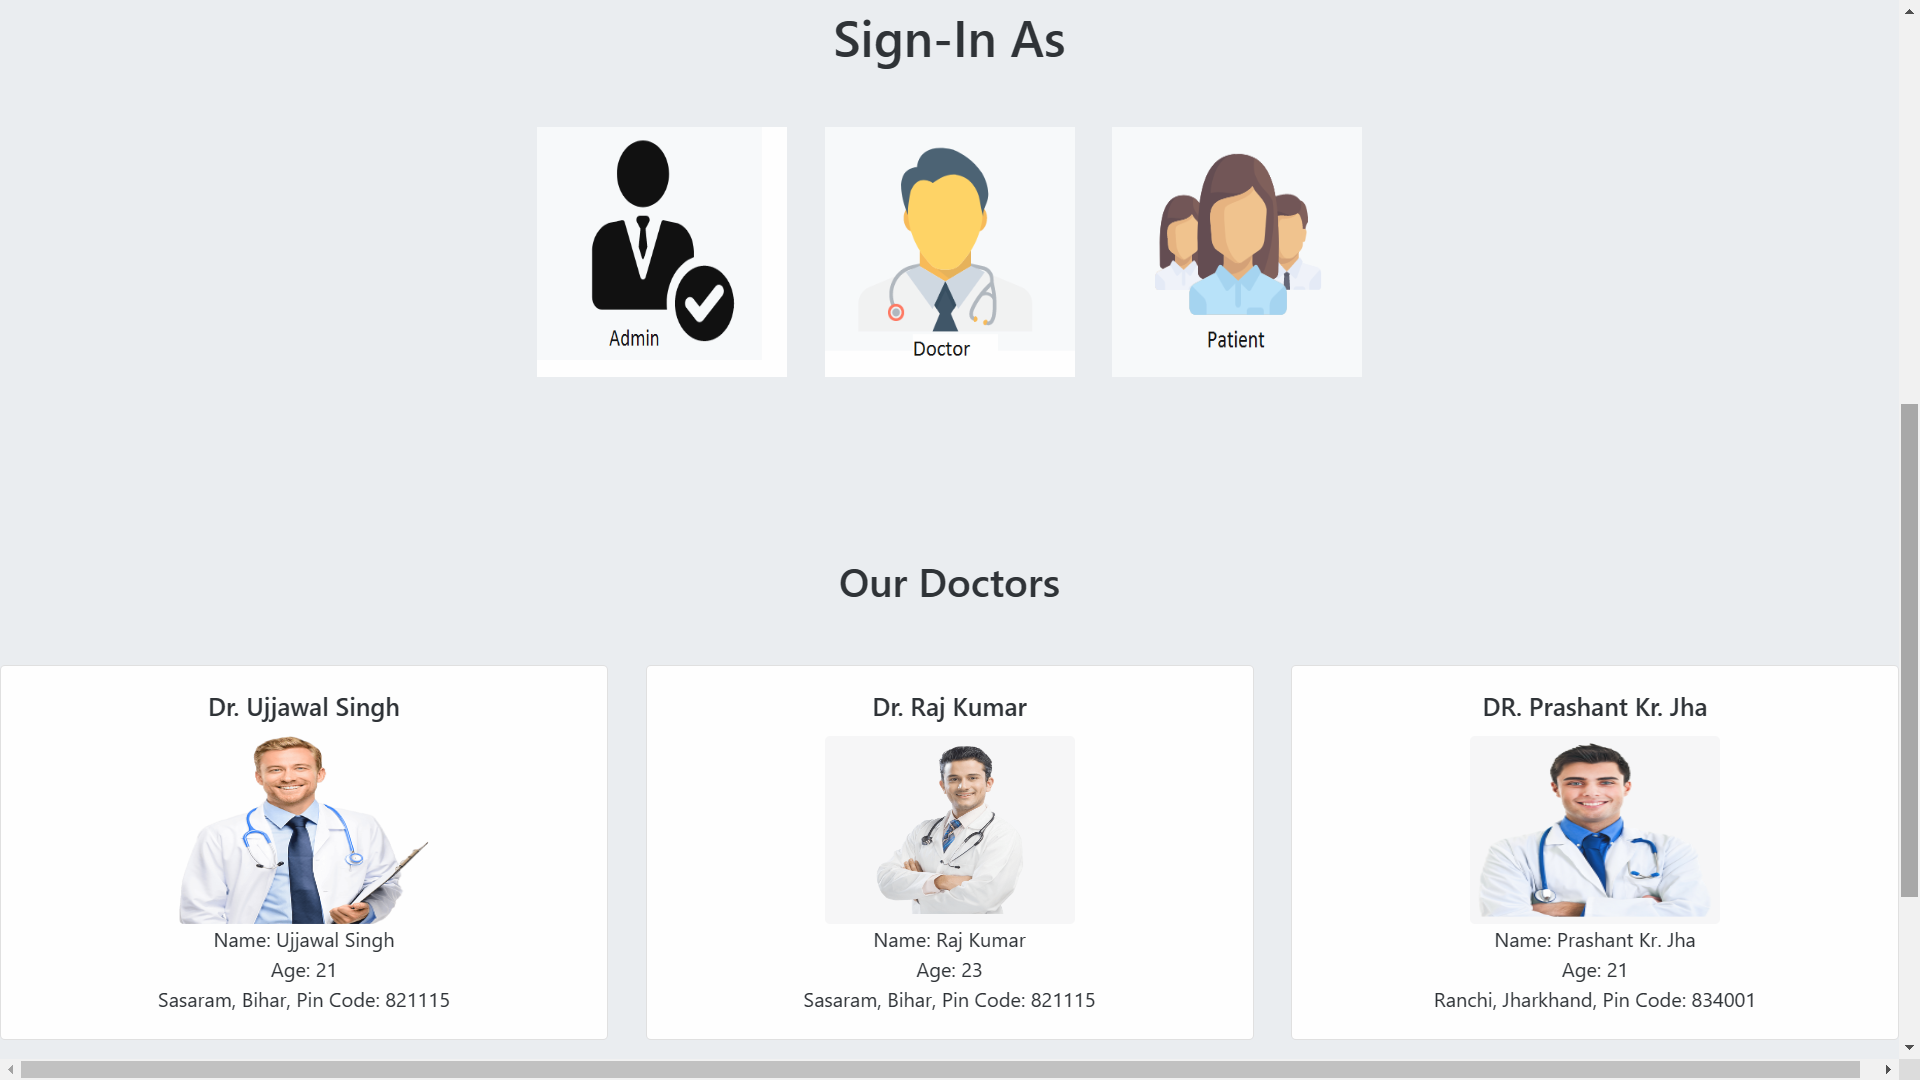 Sign-In As
Admin
Doctor
Patient
Our Doctors
Dr. Ujjawal Singh
Name: Ujjawal Singh
Age: 21
Sasaram, Bihar, Pin Code: 821115
Dr. Raj Kumar
Name: Raj Kumar
Age: 23
Sasaram, Bihar, Pin Code: 821115
DR. Prashant Kr. Jha
Name: Prashant Kr. Jha
Age: 21
Ranchi, Jharkhand, Pin Code: 834001